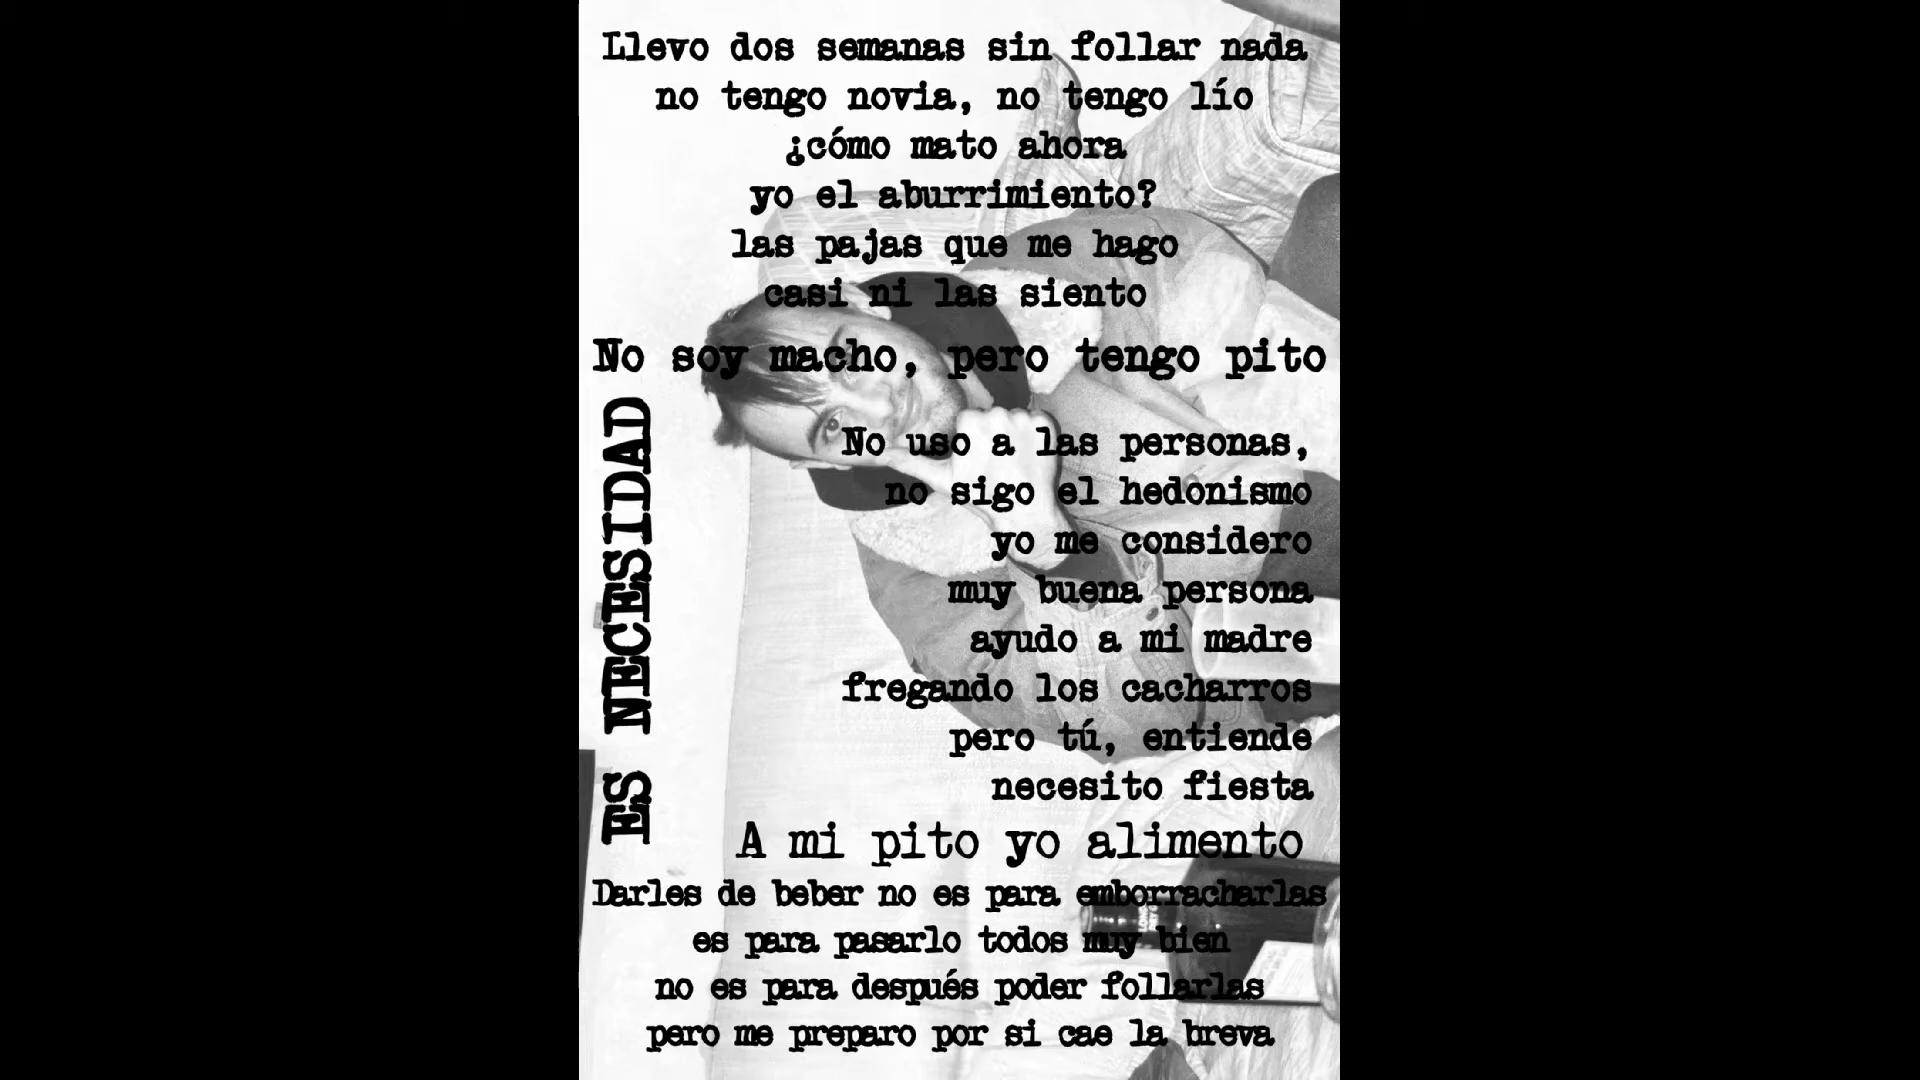 Llevo dos semanas sin follar nada
no tengo novia, no tengo lío
¿cómo mato ahora
yo el aburrimiento?
las pajas que me hago
casi ni las siento
No soy macho, pero tengo pito
ES NECESIDAD
No uso a las personas,
no sigo el hedonismo
yo me considero
muy buena persona
ayudo a mi madre
fregando los cacharros
pero tú, entiende
necesito fiesta
A mi pito yo alimento
Darles de beber no es para emborracharlas
es para pasarlo todos muy bien
no es para después poder follarlas
pero me preparo por si cae la breva